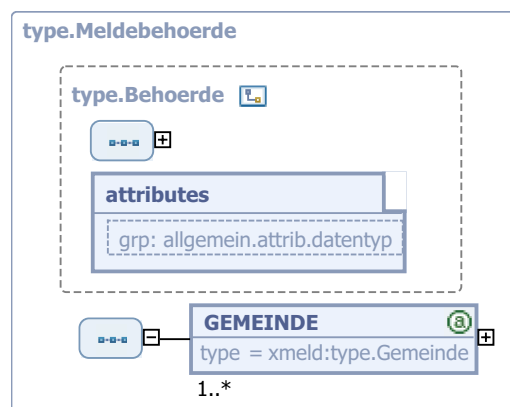 type.Meldebehoerde
type.Behoerde
attributes
grp: allgemein.attrib.datentyp
GEMEINDE @
type = xmeld:type.Gemeinde
1..*